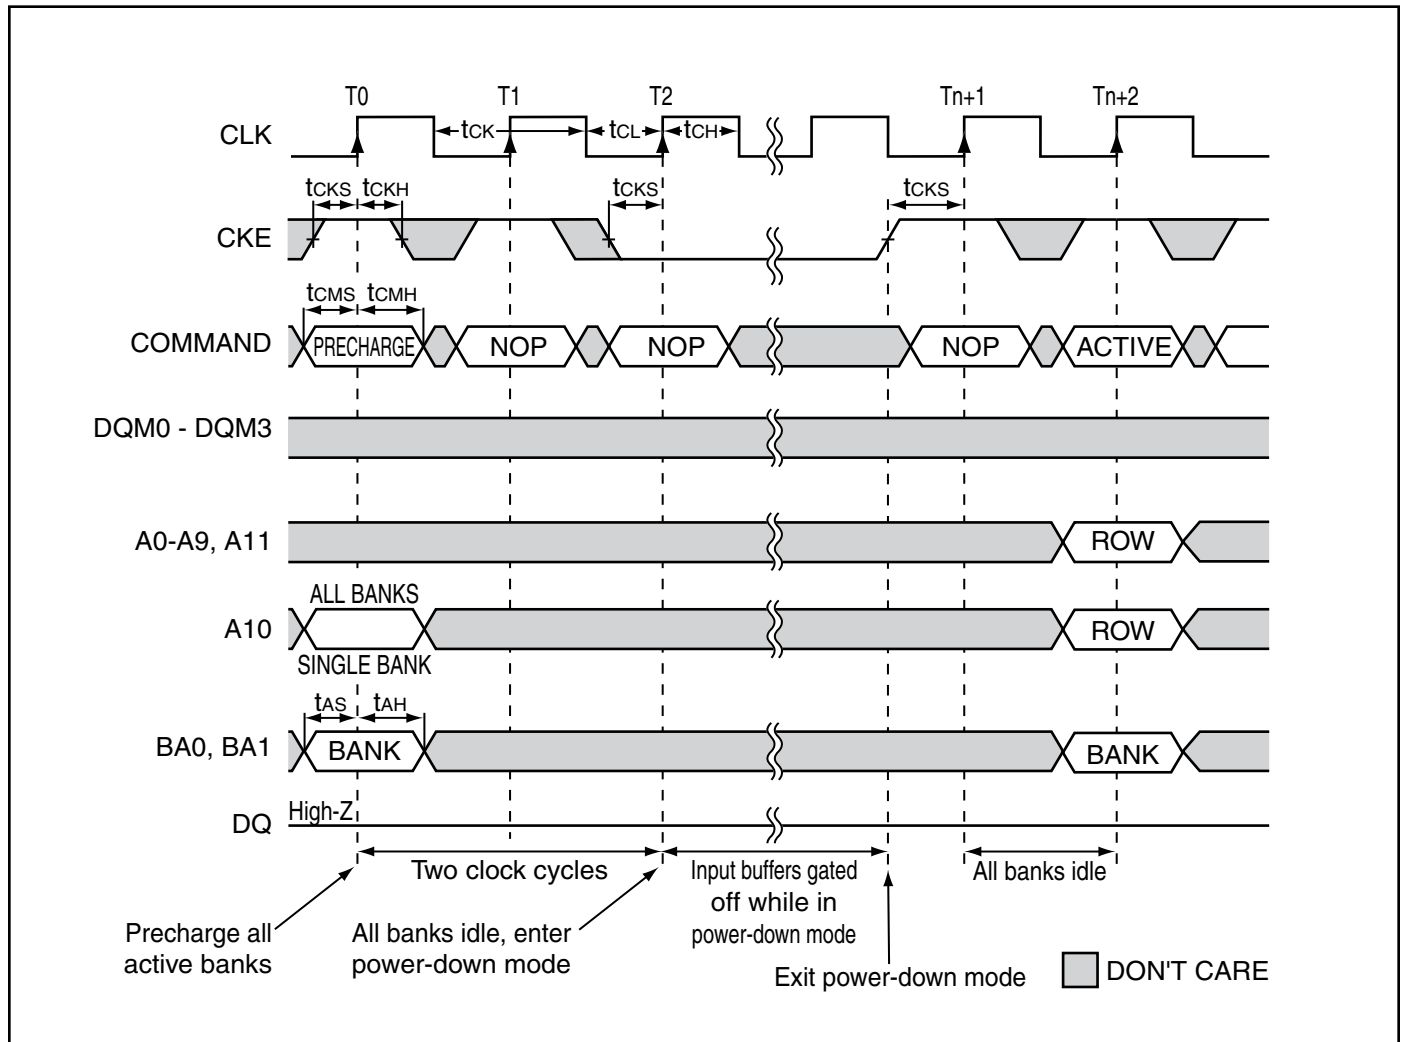 T0 T1 T2 Tn+1 Tn+2
CLK tCK tCL tCH
tCKS tCKH tCKS tCKS
CKE
tCMS tCMH
COMMAND PRECHARGE NOP NOP NOP ACTIVE
DQM0 - DQM3
A0-A9, A11 ROW
ALL BANKS
A10 ROW
SINGLE BANK
tAS tAH
BA0, BA1 BANK BANK
High-Z
DQ
Two clock cycles
Input buffers gated
off while in
power-down mode
All banks idle
Precharge all
active banks
All banks idle, enter
power-down mode
Exit power-down mode
DON'T CARE